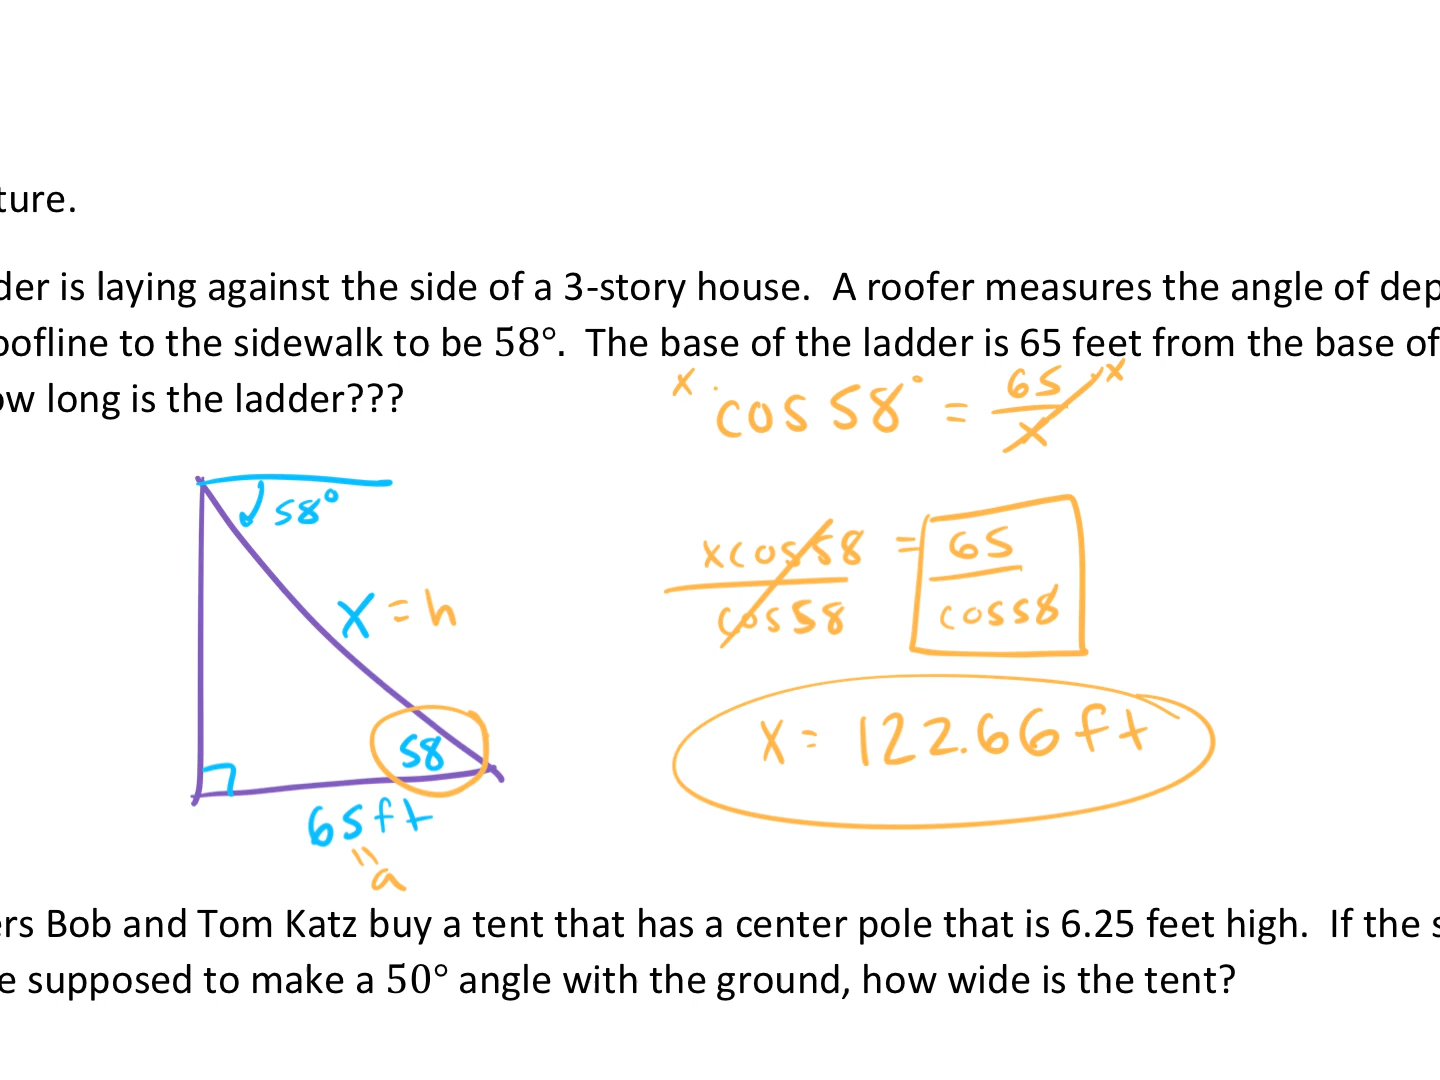 ture.
der is laying against the side of a 3-story house. A roofer measures the angle of dep
oofline to the sidewalk to be 58°. The base of the ladder is 65 feet from the base of
ow long is the ladder???
x · cos 58° = 65/x · x
58°
x cos 58 / cos 58 = 65 / cos 58
x = h
x = 122.66 ft
58
65 ft
= a
ers Bob and Tom Katz buy a tent that has a center pole that is 6.25 feet high. If the s
e supposed to make a 50° angle with the ground, how wide is the tent?